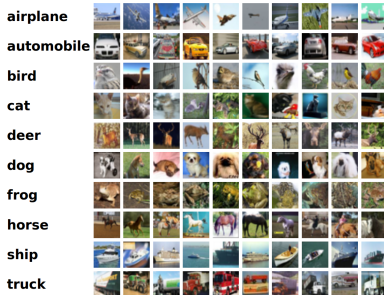 airplane
automobile
bird
cat
deer
dog
frog
horse
ship
truck